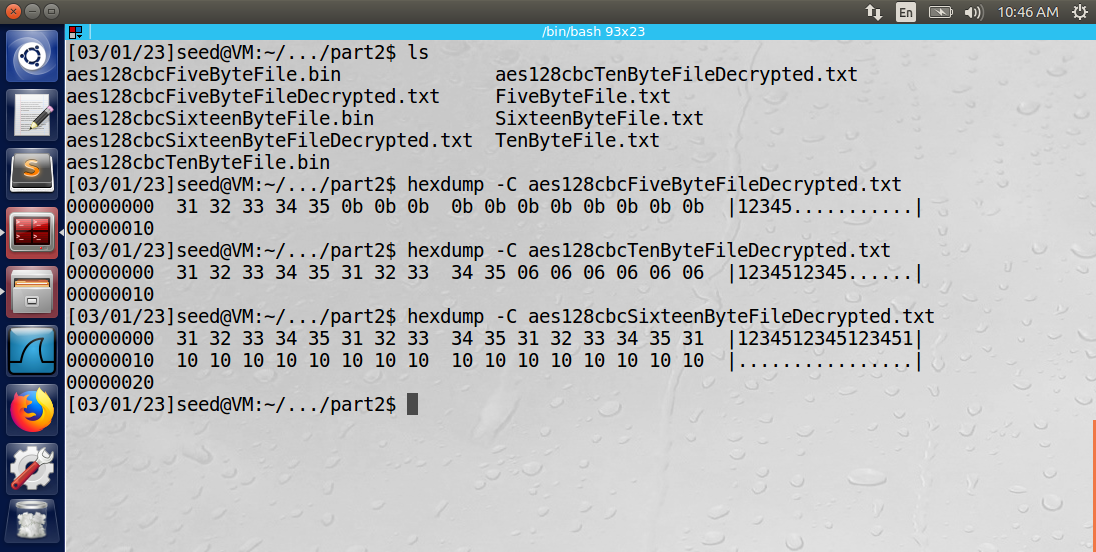 En 10:46 AM
/bin/bash 93x23
[03/01/23]seed@VM:~/.../part2$ ls
aes128cbcFiveByteFile.bin              aes128cbcTenByteFileDecrypted.txt
aes128cbcFiveByteFileDecrypted.txt     FiveByteFile.txt
aes128cbcSixteenByteFile.bin           SixteenByteFile.txt
aes128cbcSixteenByteFileDecrypted.txt  TenByteFile.txt
aes128cbcTenByteFile.bin
[03/01/23]seed@VM:~/.../part2$ hexdump -C aes128cbcFiveByteFileDecrypted.txt
00000000  31 32 33 34 35 0b 0b 0b  0b 0b 0b 0b 0b 0b 0b 0b  |12345...........|
00000010
[03/01/23]seed@VM:~/.../part2$ hexdump -C aes128cbcTenByteFileDecrypted.txt
00000000  31 32 33 34 35 31 32 33  34 35 06 06 06 06 06 06  |1234512345......|
00000010
[03/01/23]seed@VM:~/.../part2$ hexdump -C aes128cbcSixteenByteFileDecrypted.txt
00000000  31 32 33 34 35 31 32 33  34 35 31 32 33 34 35 31  |1234512345123451|
00000010  10 10 10 10 10 10 10 10  10 10 10 10 10 10 10 10  |................|
00000020
[03/01/23]seed@VM:~/.../part2$